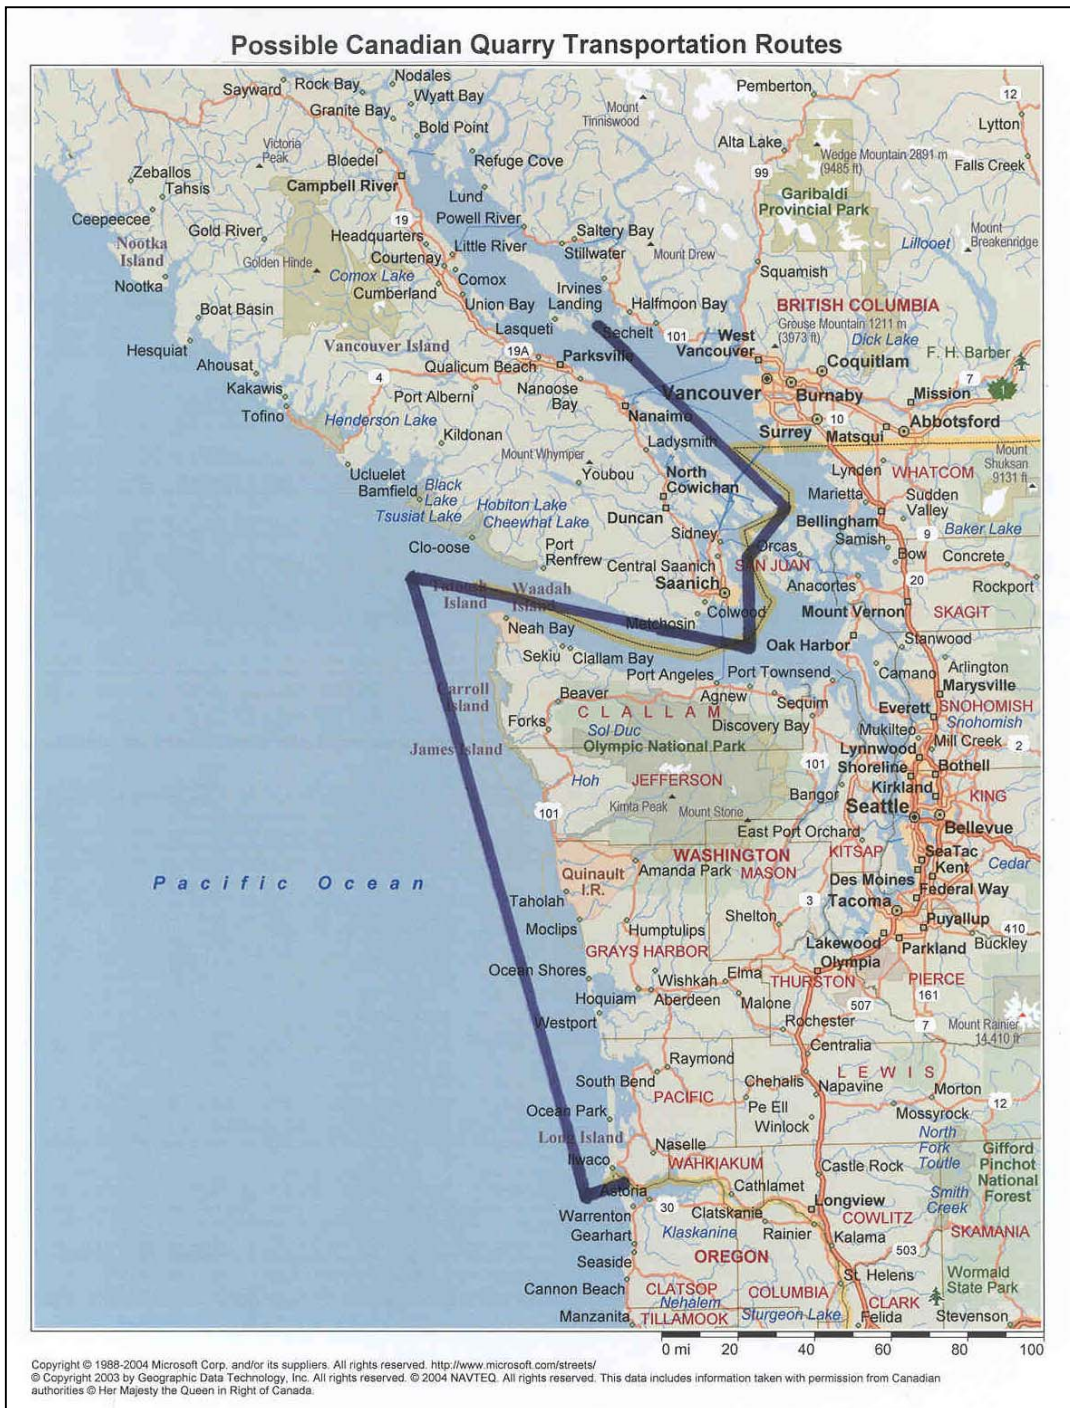 Possible Canadian Quarry Transportation Routes
Sayward
Rock Bay
Nodales
Wyatt Bay
Granite Bay
Bold Point
Mount
Tinniswood
Pemberton
12
Lytton
Victoria
Peak
Bloedel
Refuge Cove
Alta Lake
Wedge Mountain 2891 m
(9485 ft)
Falls Creek
99
Zeballos
Tahsis
Campbell River
Lund
Garibaldi
Provincial Park
Ceepeecee
Gold River
19
Powell River
Headquarters
Little River
Saltery Bay
Stillwater
Mount Drew
Lillooet
Mount
Breakenridge
Nootka
Island
Golden Hinde
Courtenay
Comox Lake
Comox
Squamish
Nootka
Cumberland
Union Bay
Irvines
Landing
Halfmoon Bay
BRITISH COLUMBIA
Boat Basin
Lasqueti
Sechelt
101
West
Vancouver
Grouse Mountain 1211 m
(3973 ft)
Dick Lake
Hesquiat
Vancouver Island
19A
Parksville
Coquitlam
F. H. Barber
Ahousat
Qualicum Beach
4
Kakawis
Port Alberni
Nanoose
Bay
Vancouver
Burnaby
Mission
7
1
Tofino
Henderson Lake
Nanaimo
10
Abbotsford
Kildonan
Ladysmith
Surrey
Matsqui
Mount Whymper
Mount
Shuksan
9131 ft
Ucluelet
Youbou
North
Cowichan
Lynden
WHATCOM
Bamfield
Black
Lake
Hobiton Lake
Marietta
Sudden
Valley
Tsusiat Lake
Cheewhat Lake
Duncan
Bellingham
Baker Lake
Clo-oose
Port
Renfrew
Sidney
Orcas
Samish
9
Central Saanich
SAN JUAN
Bow
Concrete
Saanich
Anacortes
20
Rockport
Tatoosh
Island
Waadah
Island
Colwood
Mount Vernon
SKAGIT
Metchosin
Neah Bay
Oak Harbor
Stanwood
Sekiu
Clallam Bay
Port Angeles
Port Townsend
Camano
Arlington
Carroll
Island
Beaver
Agnew
Sequim
Marysville
CLALLAM
Everett
SNOHOMISH
Forks
Sol Duc
Discovery Bay
Mukilteo
Snohomish
James Island
Olympic National Park
Lynnwood
Mill Creek
2
Hoh
JEFFERSON
101
Shoreline
Bothell
Bangor
Kirkland
KING
101
Kimta Peak
Mount Stone
Seattle
East Port Orchard
Bellevue
WASHINGTON
KITSAP
SeaTac
Cedar
Pacific Ocean
Quinault
I.R.
Amanda Park
MASON
Des Moines
Kent
Federal Way
Taholah
3
Tacoma
Moclips
Humptulips
Shelton
Puyallup
410
GRAYS HARBOR
Lakewood
Parkland
Buckley
Ocean Shores
Wishkah
Elma
Olympia
THURSTON
PIERCE
Hoquiam
Aberdeen
Malone
507
161
Westport
Rochester
7
Mount Rainier
14,410 ft
Centralia
Raymond
LEWIS
South Bend
Chehalis
Napavine
Morton
PACIFIC
12
Ocean Park
Pe Ell
Mossyrock
Winlock
Long Island
Naselle
North
Fork
Toutle
Gifford
Pinchot
National
Forest
Ilwaco
WAHKIAKUM
Castle Rock
Astoria
Cathlamet
Longview
Smith
Creek
Warrenton
30
Clatskanie
COWLITZ
Gearhart
Klaskanine
Rainier
Kalama
SKAMANIA
Seaside
OREGON
503
Cannon Beach
CLATSOP
COLUMBIA
St. Helens
Wormald
State Park
Nehalem
CLARK
Manzanita
TILLAMOOK
Sturgeon Lake
Felida
Stevenson
0 mi 20 40 60 80 100
Copyright © 1988-2004 Microsoft Corp. and/or its suppliers. All rights reserved. http://www.microsoft.com/streets/
© Copyright 2003 by Geographic Data Technology, Inc. All rights reserved. © 2004 NAVTEQ. All rights reserved. This data includes information taken with permission from Canadian
authorities © Her Majesty the Queen in Right of Canada.